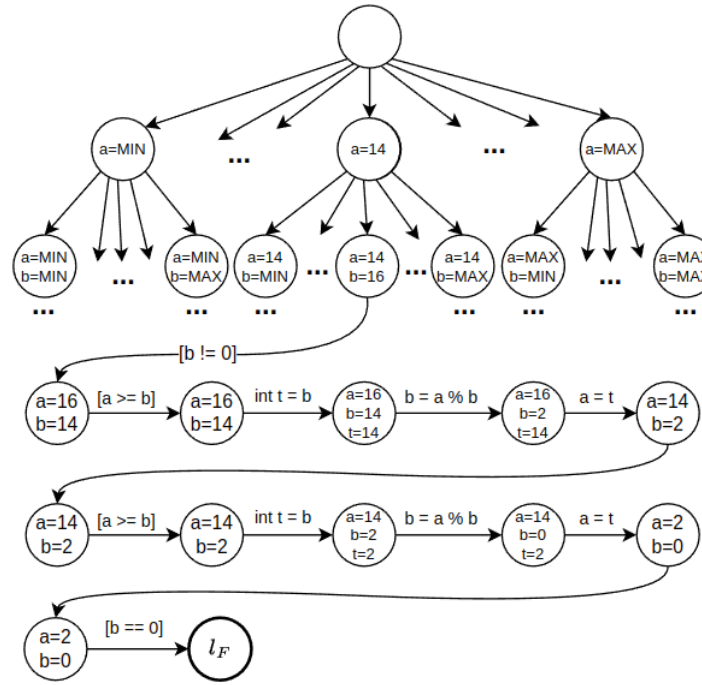 a=MIN
...
a=14
...
a=MAX
a=MIN
b=MIN
...
a=MIN
b=MAX
a=14
b=MIN
...
a=14
b=16
...
a=14
b=MAX
a=MAX
b=MIN
...
a=MAX
b=MAX
...
...
...
...
...
...
[b != 0]
a=16
b=14
[a >= b]
a=16
b=14
int t = b
a=16
b=14
t=14
b = a % b
a=16
b=2
t=14
a = t
a=14
b=2
a=14
b=2
[a >= b]
a=14
b=2
int t = b
a=14
b=2
t=2
b = a % b
a=14
b=0
t=2
a = t
a=2
b=0
a=2
b=0
[b == 0]
l_F